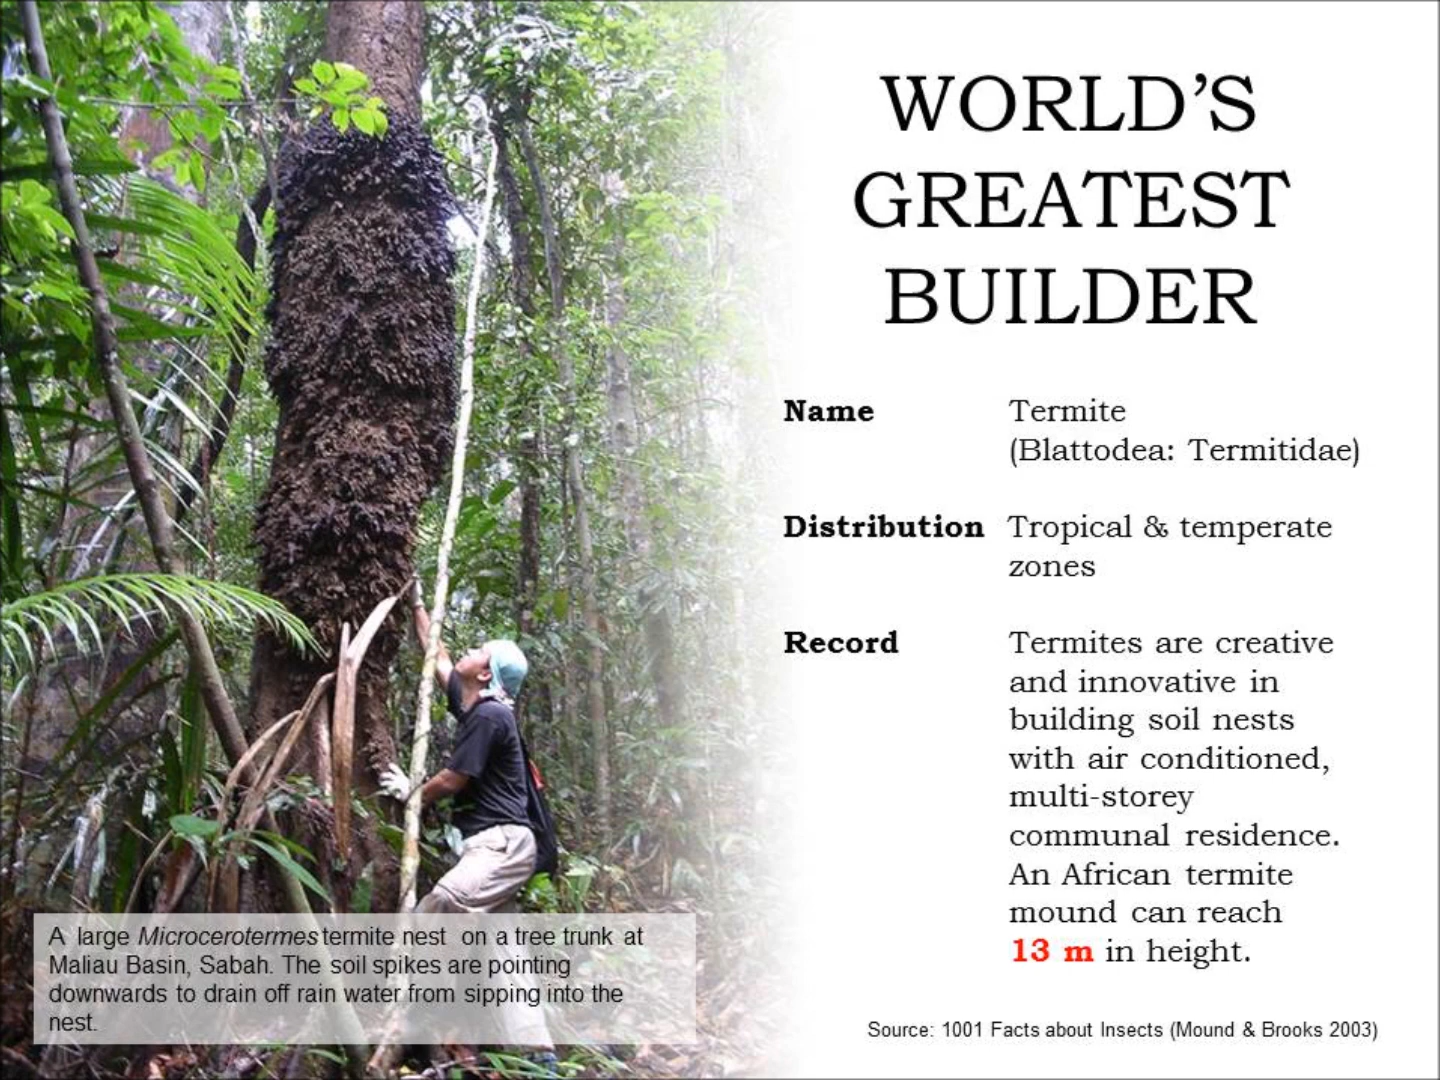 WORLD’S
GREATEST
BUILDER
Name Termite
(Blattodea: Termitidae)
Distribution Tropical & temperate
zones
Record Termites are creative
and innovative in
building soil nests
with air conditioned,
multi-storey
communal residence.
An African termite
mound can reach
13 m in height.
A large Microcerotermes termite nest on a tree trunk at
Maliau Basin, Sabah. The soil spikes are pointing
downwards to drain off rain water from sipping into the
nest.
Source: 1001 Facts about Insects (Mound & Brooks 2003)